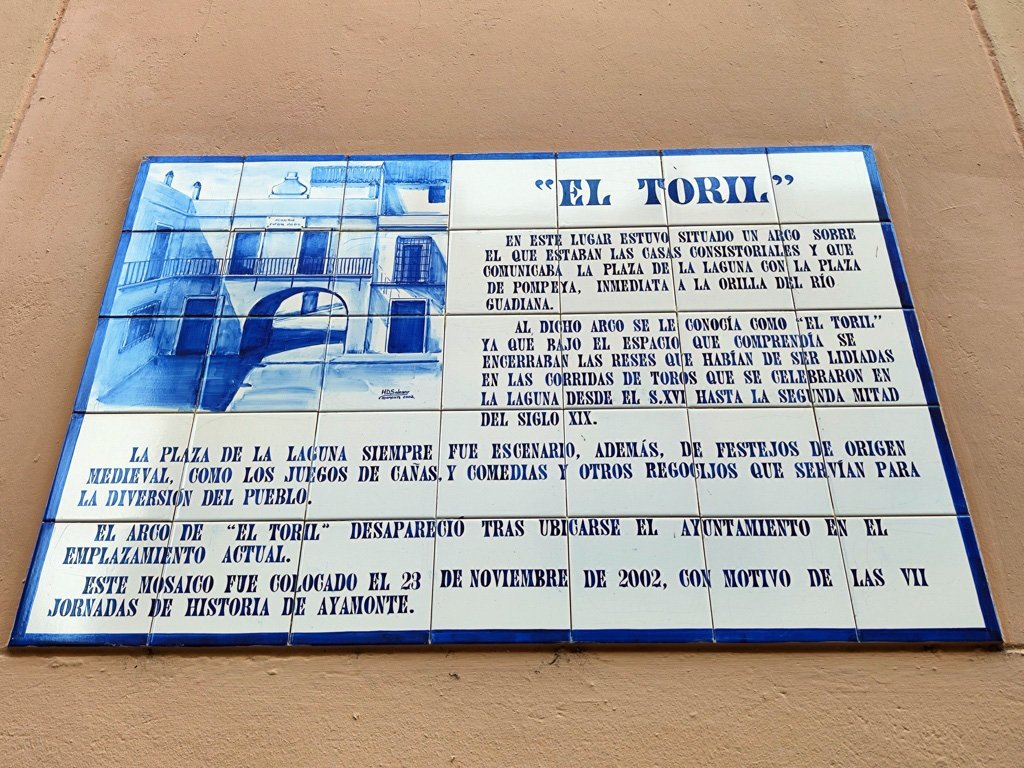 "EL TORIL"
EN ESTE LUGAR ESTUVO SITUADO UN ARCO SOBRE
EL QUE ESTABAN LAS CASAS CONSISTORIALES Y QUE
COMUNICABA LA PLAZA DE LA LAGUNA CON LA PLAZA
DE POMPEYA, INMEDIATA A LA ORILLA DEL RÍO
GUADIANA.
AL DICHO ARCO SE LE CONOCÍA COMO "EL TORIL"
YA QUE BAJO EL ESPACIO QUE COMPRENDÍA SE
ENCERRABAN LAS RESES QUE HABÍAN DE SER LIDIADAS
EN LAS CORRIDAS DE TOROS QUE SE CELEBRARON EN
LA LAGUNA DESDE EL S.XVI HASTA LA SEGUNDA MITAD
DEL SIGLO XIX.
LA PLAZA DE LA LAGUNA SIEMPRE FUE ESCENARIO, ADEMÁS, DE FESTEJOS DE ORIGEN
MEDIEVAL, COMO LOS JUEGOS DE CAÑAS, Y COMEDIAS Y OTROS REGOCIJOS QUE SERVÍAN PARA
LA DIVERSIÓN DEL PUEBLO.
EL ARCO DE "EL TORIL" DESAPARECIÓ TRAS UBICARSE EL AYUNTAMIENTO EN EL
EMPLAZAMIENTO ACTUAL.
ESTE MOSAICO FUE COLOCADO EL 23 DE NOVIEMBRE DE 2002, CON MOTIVO DE LAS VII
JORNADAS DE HISTORIA DE AYAMONTE.